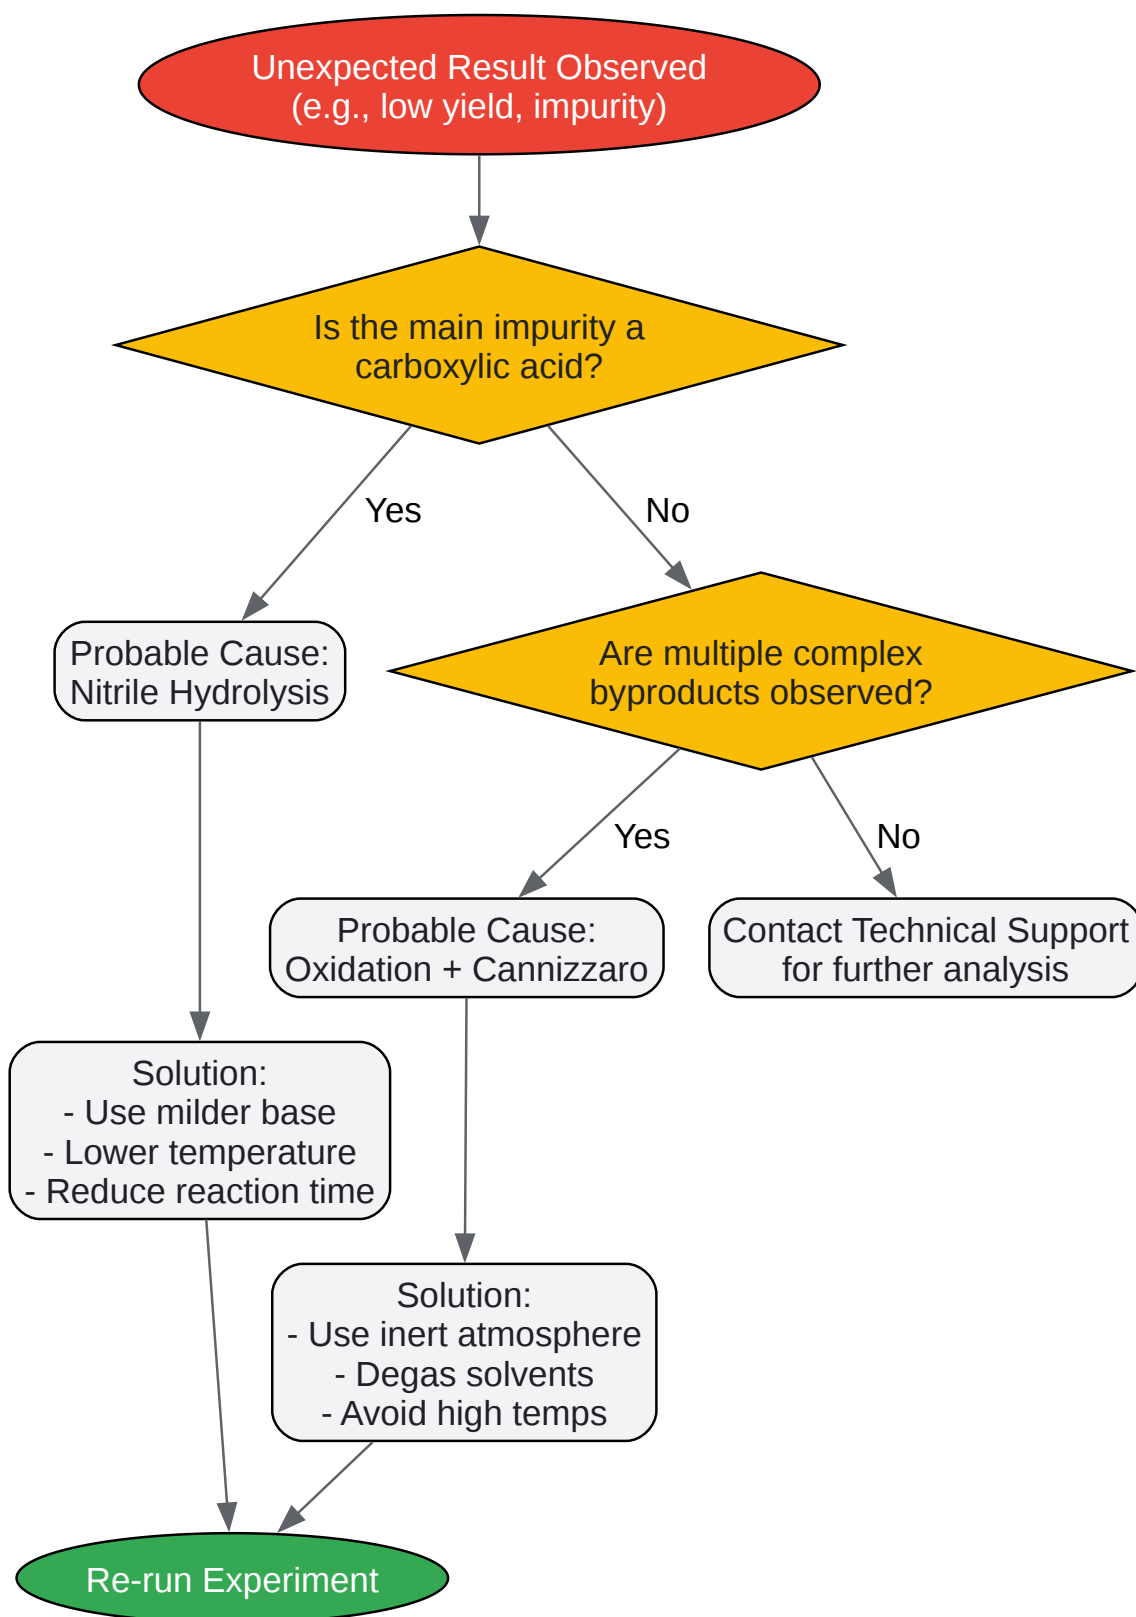 Unexpected Result Observed
(e.g., low yield, impurity)
Is the main impurity a
carboxylic acid?
Yes
No
Probable Cause:
Nitrile Hydrolysis
Are multiple complex
byproducts observed?
Yes
No
Probable Cause:
Oxidation + Cannizzaro
Contact Technical Support
for further analysis
Solution:
- Use milder base
- Lower temperature
- Reduce reaction time
Solution:
- Use inert atmosphere
- Degas solvents
- Avoid high temps
Re-run Experiment